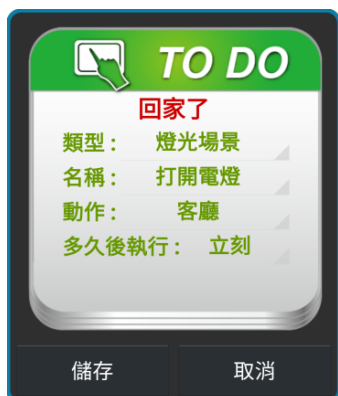 TO DO
回家了
類型： 燈光場景
名稱： 打開電燈
動作： 客廳
多久後執行： 立刻
儲存 取消